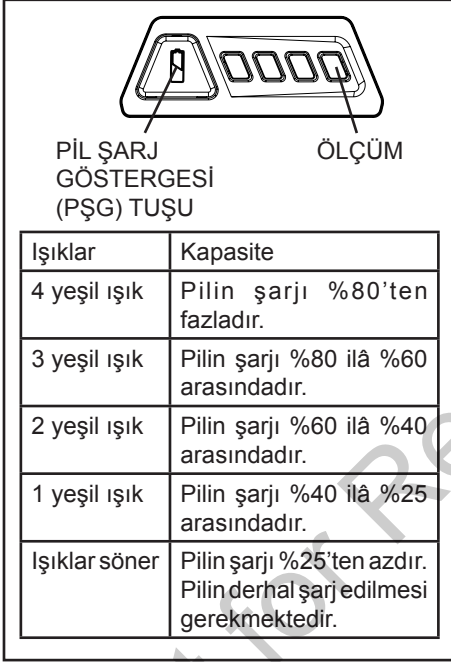 PİL ŞARJ
GÖSTERGESİ
(PŞG) TUŞU
ÖLÇÜM
Işıklar Kapasite
4 yeşil ışık Pilin şarjı %80’ten
fazladır.
3 yeşil ışık Pilin şarjı %80 ilâ %60
arasındadır.
2 yeşil ışık Pilin şarjı %60 ilâ %40
arasındadır.
1 yeşil ışık Pilin şarjı %40 ilâ %25
arasındadır.
Işıklar söner Pilin şarjı %25’ten azdır.
Pilin derhal şarj edilmesi
gerekmektedir.
for Re